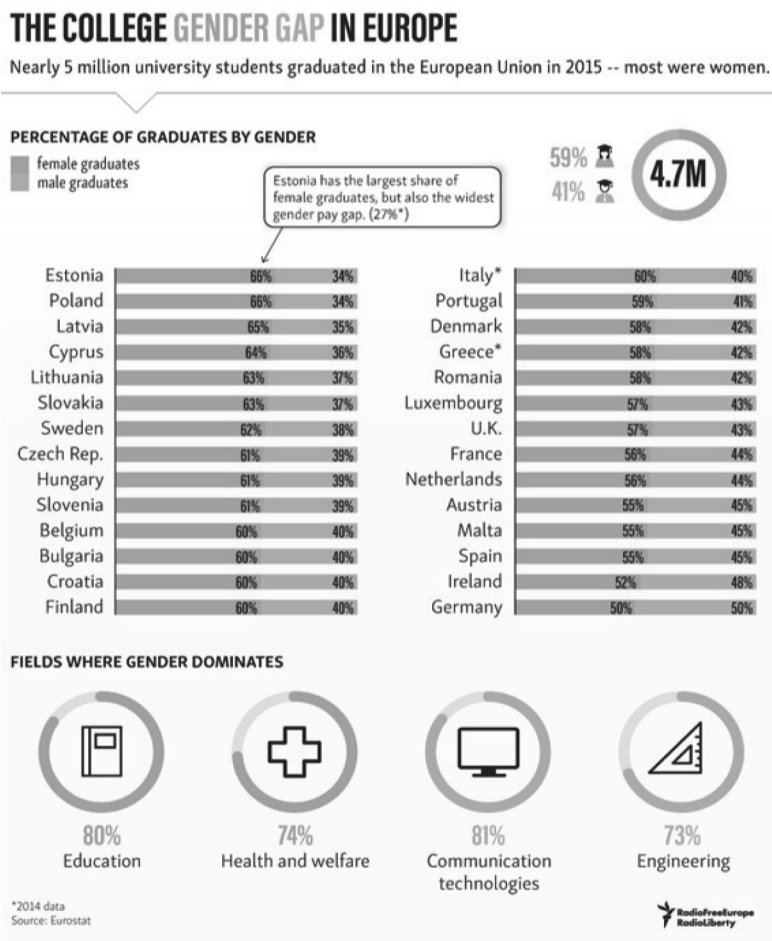 THE COLLEGE GENDER GAP IN EUROPE
Nearly 5 million university students graduated in the European Union in 2015 -- most were women.
PERCENTAGE OF GRADUATES BY GENDER
female graduates
male graduates
Estonia has the largest share of
female graduates, but also the widest
gender pay gap. (27%*)
59%
41%
4.7M
Estonia 66% 34%
Poland 66% 34%
Latvia 65% 35%
Cyprus 64% 36%
Lithuania 63% 37%
Slovakia 63% 37%
Sweden 62% 38%
Czech Rep. 61% 39%
Hungary 61% 39%
Slovenia 61% 39%
Belgium 60% 40%
Bulgaria 60% 40%
Croatia 60% 40%
Finland 60% 40%
Italy* 60% 40%
Portugal 59% 41%
Denmark 58% 42%
Greece* 58% 42%
Romania 58% 42%
Luxembourg 57% 43%
U.K. 57% 43%
France 56% 44%
Netherlands 56% 44%
Austria 55% 45%
Malta 55% 45%
Spain 55% 45%
Ireland 52% 48%
Germany 50% 50%
FIELDS WHERE GENDER DOMINATES
80%
Education
74%
Health and welfare
81%
Communication
technologies
73%
Engineering
*2014 data
Source: Eurostat
RadioFreeEurope
RadioLiberty